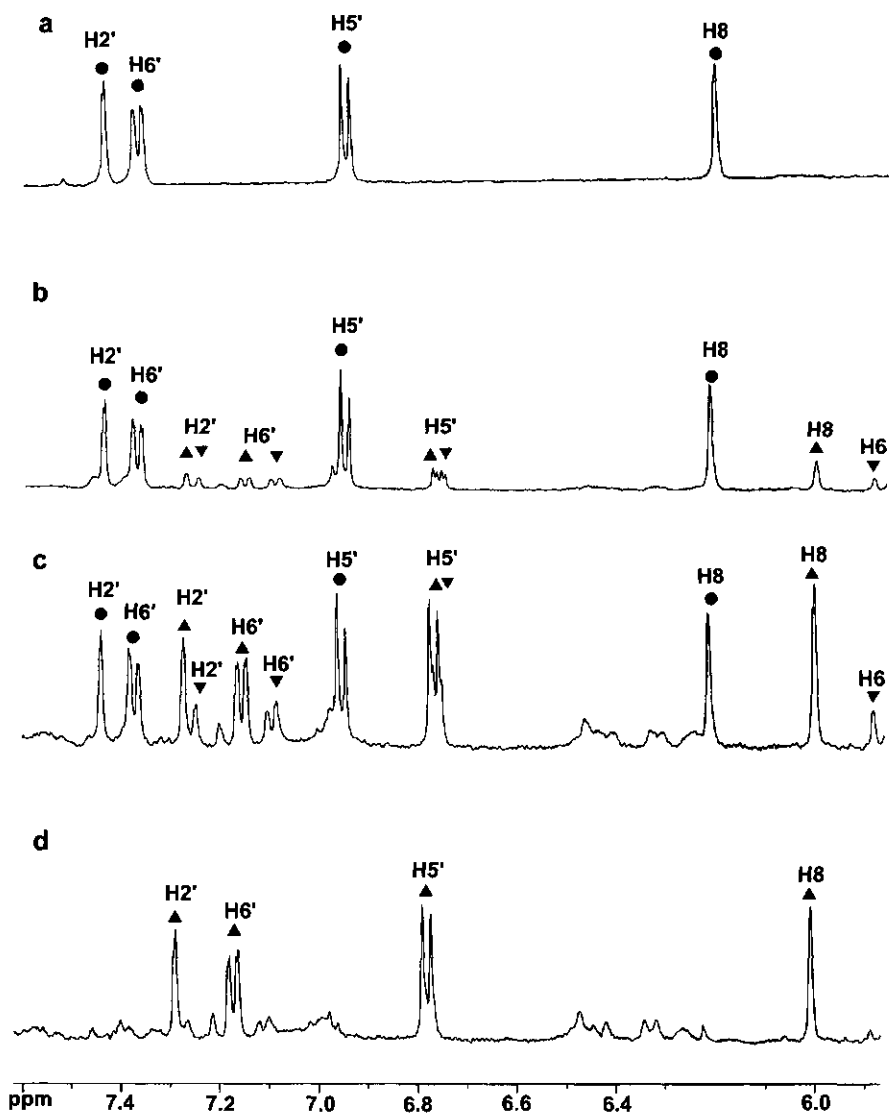 a
H2' H6' H5' H8
● ● ● ●
b
H2' H6' H2' H6' H5' H5' H8 H8 H6
● ● ▲ ▼ ▲ ▼ ● ▲ ▼ ● ▲ ▼
c
H2' H6' H2' H2' H6' H6' H5' H5' H8 H8 H6
● ● ▲ ▼ ▲ ▼ ● ▲ ▼ ● ▲ ▼
d
H2' H6' H5' H8
▲ ▲ ▲ ▲
ppm 7.4 7.2 7.0 6.8 6.6 6.4 6.2 6.0